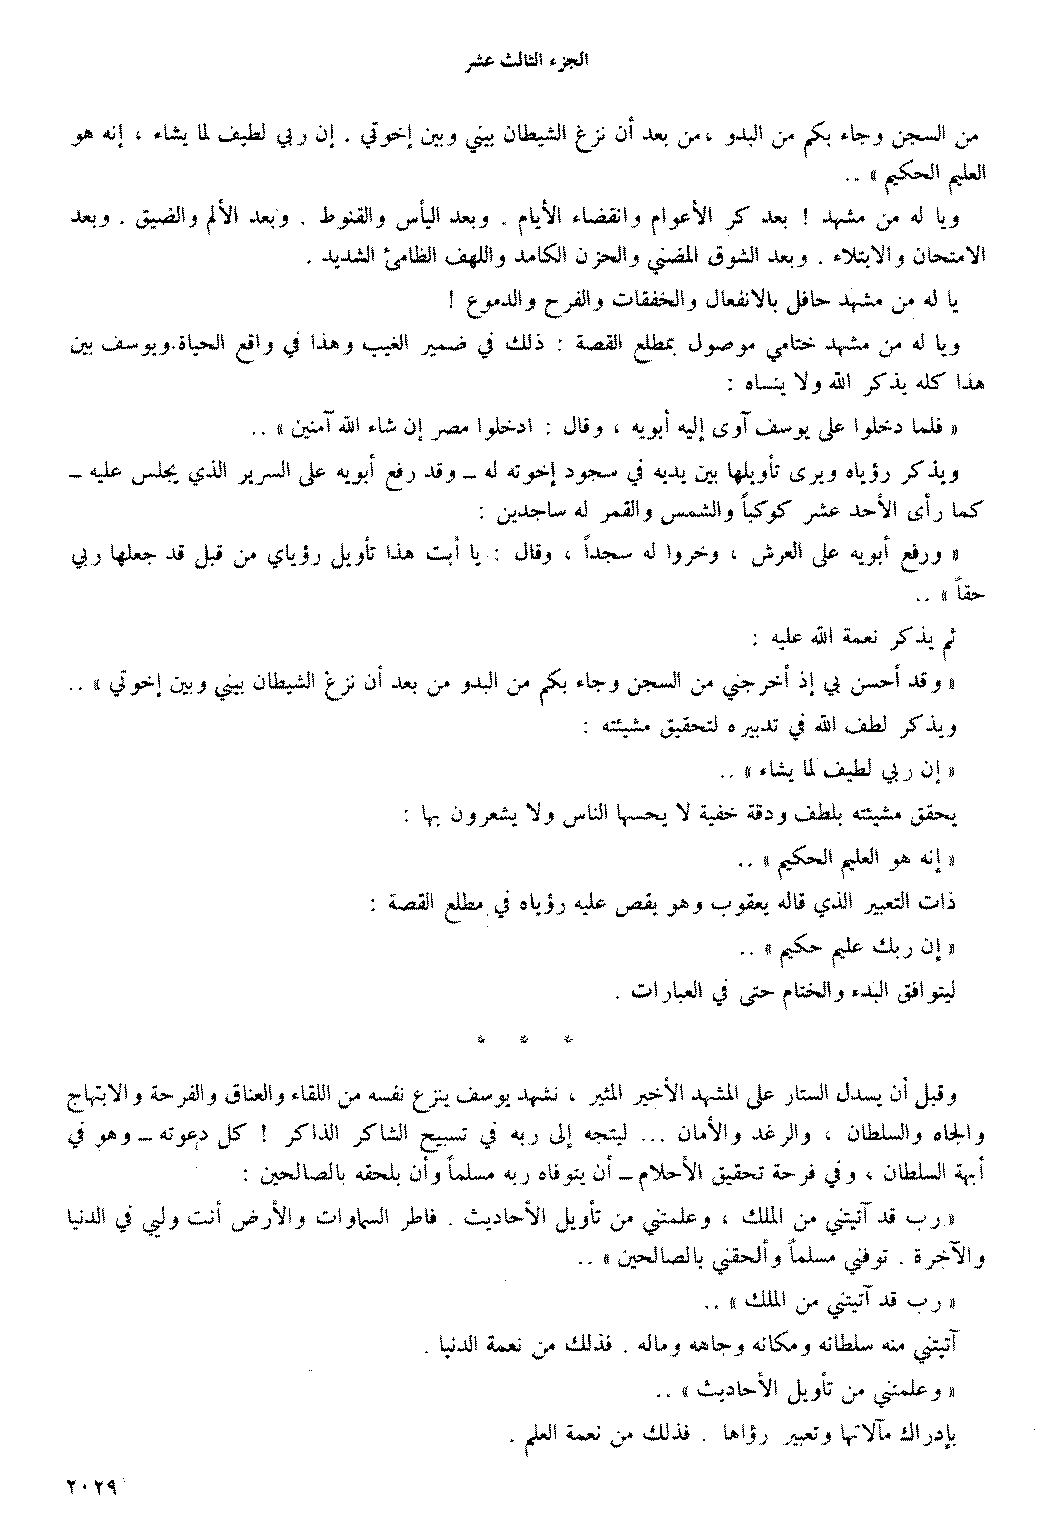 الجزء الثالث عشر
من السجن وجاء بكم من البدو ، من بعد أن نزغ الشيطان بيني وبين إخوتي . إن ربي لطيف لما يشاء ، إنه هو
العليم الحكيم » ..
ويا له من مشهد ! بعد كر الأعوام وانقضاء الأيام . وبعد اليأس والقنوط . وبعد الألم والضيق . وبعد
الامتحان والابتلاء . وبعد الشوق المضني والحزن الكامد واللهف الظامئ الشديد .
يا له من مشهد حافل بالانفعال والخفقات والفرح والدموع !
ويا له من مشهد ختامي موصول بمطلع القصة : ذلك في ضمير الغيب وهذا في واقع الحياة.ويوسف بين
هذا كله يذكر الله ولا ينساه :
« فلما دخلوا على يوسف آوى إليه أبويه ، وقال : ادخلوا مصر إن شاء الله آمنين » ..
ويذكر رؤياه ويرى تأويلها بين يديه في سجود إخوته له ــ وقد رفع أبويه على السرير الذي يجلس عليه ــ
كما رأى الأحد عشر كوكباً والشمس والقمر له ساجدين :
« ورفع أبويه على العرش ، وخروا له سجداً ، وقال : يا أبت هذا تأويل رؤياي من قبل قد جعلها ربي
حقاً » ..
ثم يذكر نعمة الله عليه :
« وقد أحسن بي إذ أخرجني من السجن وجاء بكم من البدو من بعد أن نزغ الشيطان بيني وبين إخوتي » ..
ويذكر لطف الله في تدبيره لتحقيق مشيئته :
« إن ربي لطيف لما يشاء » ..
يحقق مشيئته بلطف ودقة خفية لا يحسها الناس ولا يشعرون بها :
« إنه هو العليم الحكيم » ..
ذات التعبير الذي قاله يعقوب وهو يقص عليه رؤياه في مطلع القصة :
« إن ربك عليم حكيم » ..
ليتوافق البدء والختام حتى في العبارات .
* * *
وقبل أن يسدل الستار على المشهد الأخير المثير ، نشهد يوسف ينزع نفسه من اللقاء والعناق والفرحة والابتهاج
والجاه والسلطان ، والرغد والأمان ... ليتجه إلى ربه في تسبيح الشاكر الذاكر ! كل دعوته ــ وهو في
أبهة السلطان ، وفي فرحة تحقيق الأحلام ــ أن يتوفاه ربه مسلماً وأن يلحقه بالصالحين :
« رب قد آتيتني من الملك ، وعلمتني من تأويل الأحاديث . فاطر السماوات والأرض أنت وليي في الدنيا
والآخرة . توفني مسلماً وألحقني بالصالحين » ..
« رب قد آتيتني من الملك » ..
آتيتني منه سلطانه ومكانه وجاهه وماله . فذلك من نعمة الدنيا .
« وعلمتني من تأويل الأحاديث » ..
بإدراك مآلاتها وتعبير رؤاها . فذلك من نعمة العلم .
٢٠٢٩